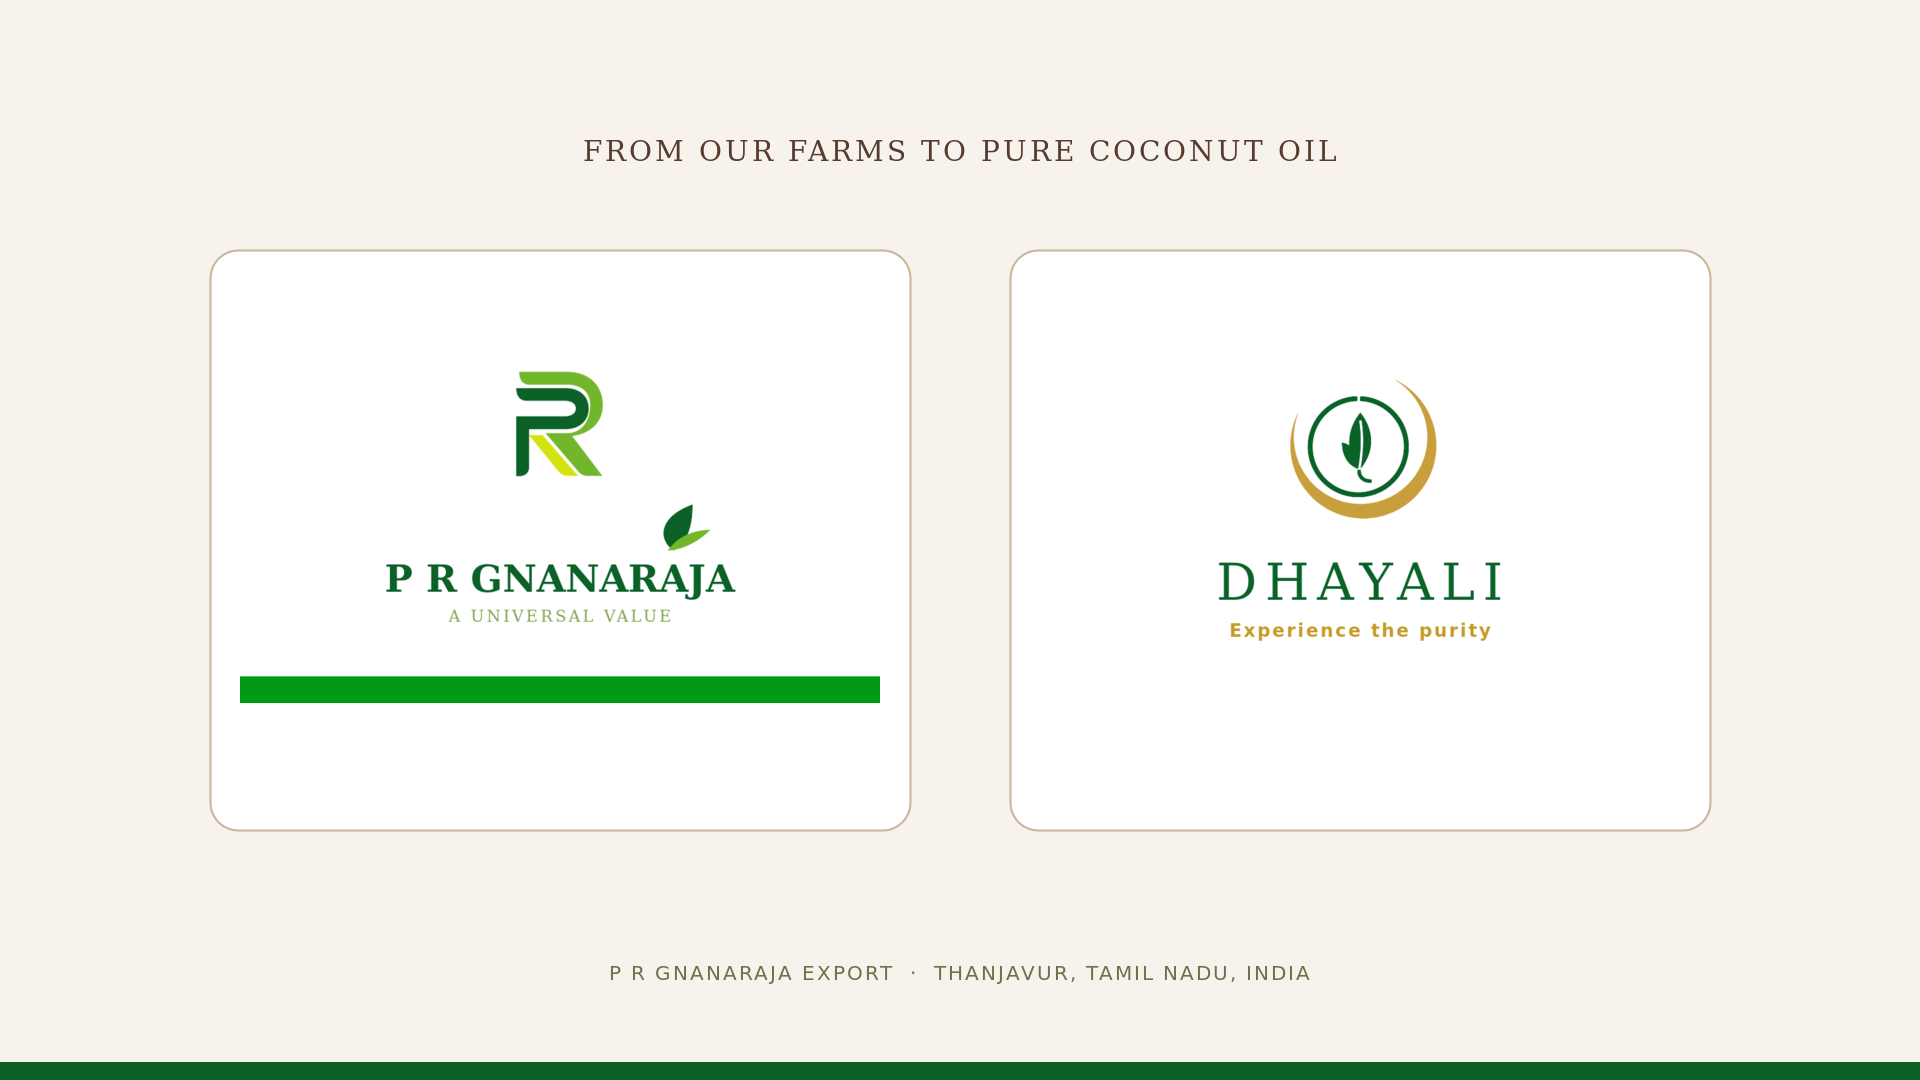 FROM OUR FARMS TO PURE COCONUT OIL
P R GNANARAJA
A UNIVERSAL VALUE
DHAYALI
Experience the purity
P R GNANARAJA EXPORT · THANJAVUR, TAMIL NADU, INDIA